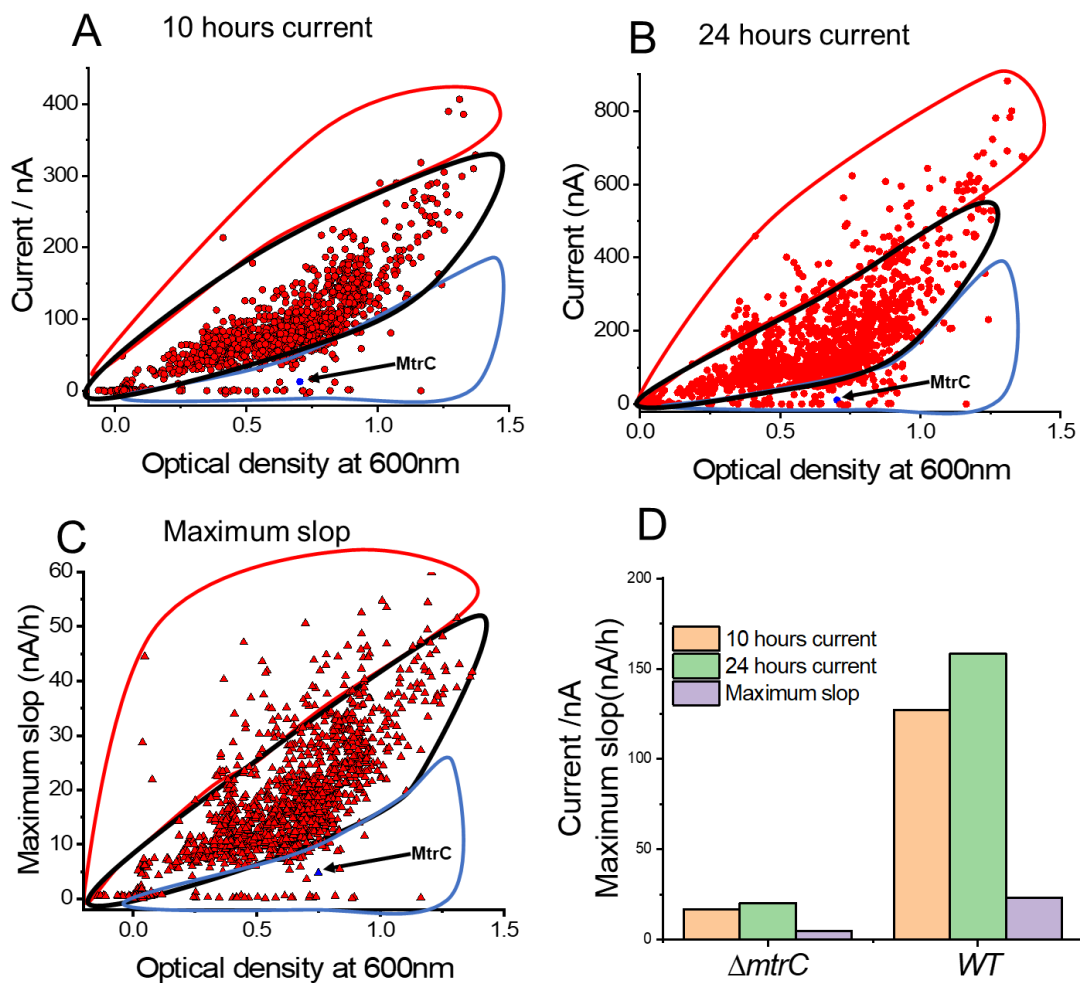 A
10 hours current
Current / nA
400
300
200
100
0
0.0
0.5
1.0
1.5
MtrC
Optical density at 600nm
B
24 hours current
Current (nA)
800
600
400
200
0
0.0
0.5
1.0
1.5
MtrC
Optical density at 600nm
C
Maximum slop
Maximum slop (nA/h)
60
50
40
30
20
10
0
0.0
0.5
1.0
1.5
MtrC
Optical density at 600nm
D
Current /nA
Maximum slop(nA/h)
200
150
100
50
0
10 hours current
24 hours current
Maximum slop
ΔmtrC
WT